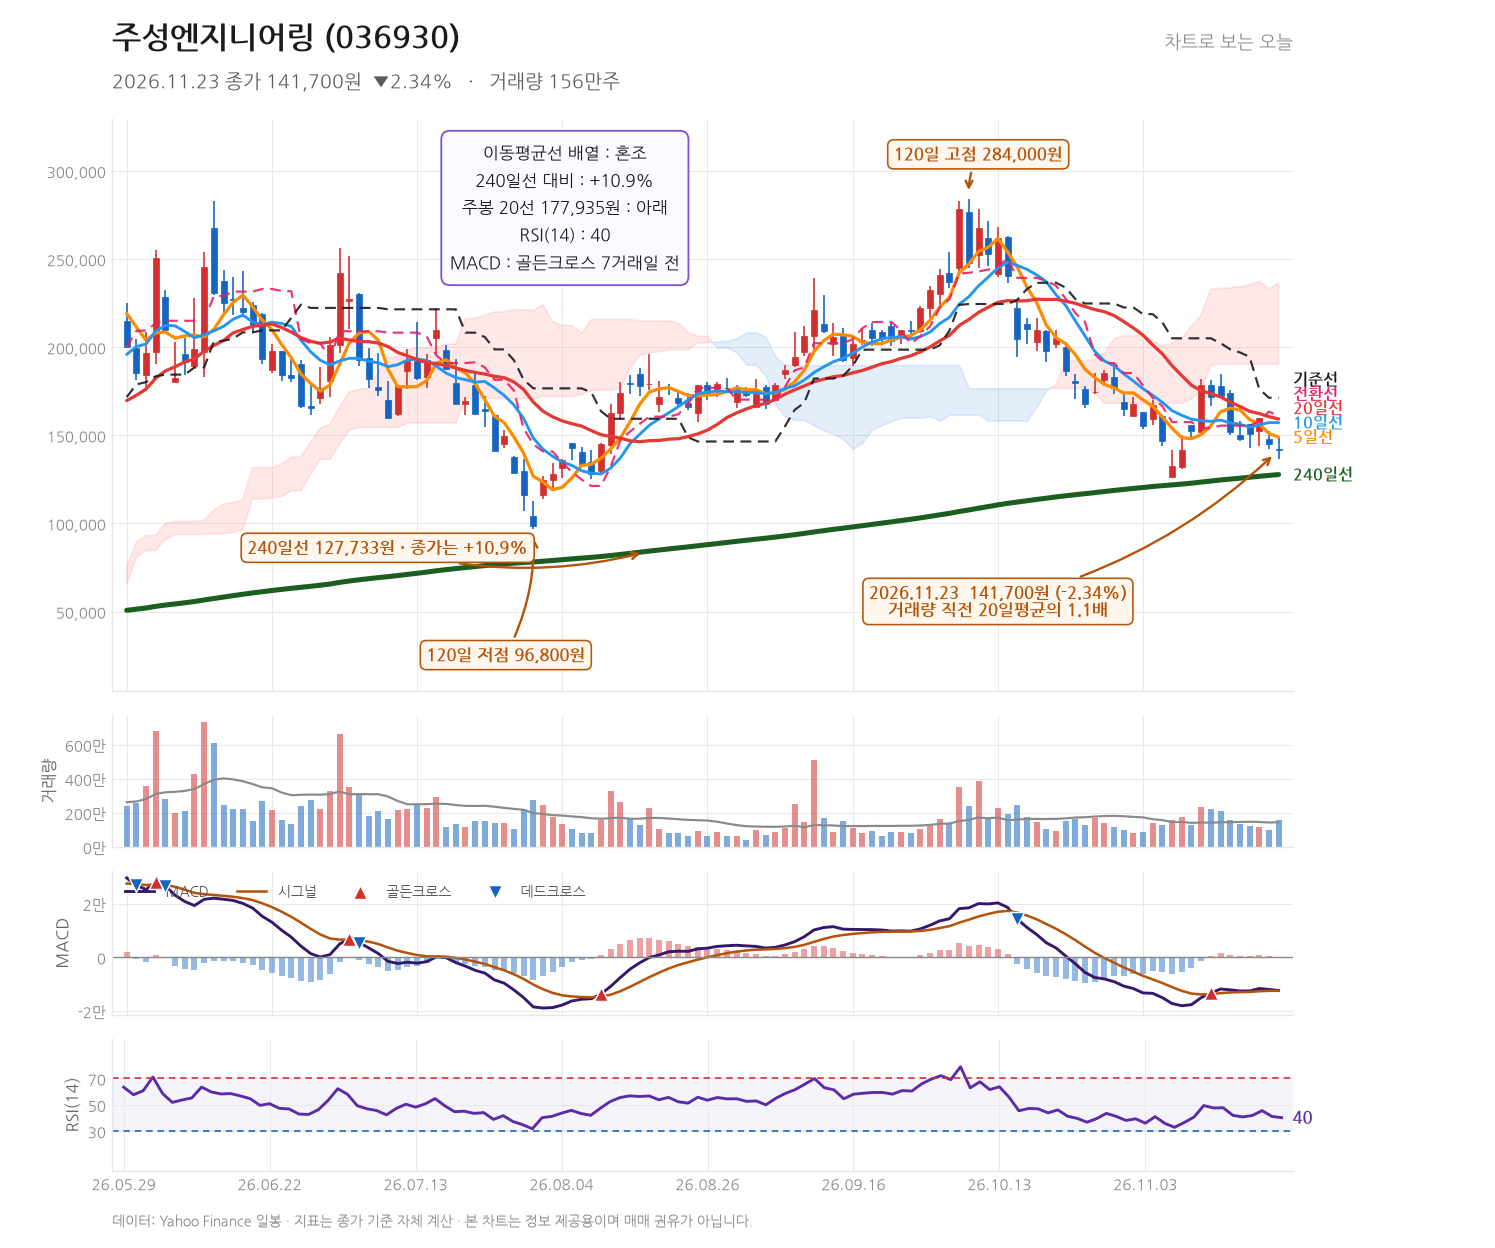 주성엔지니어링 (036930)
차트로 보는 오늘
2026.11.23 종가 141,700원 ▼2.34% · 거래량 156만주
이동평균선 배열 : 혼조
240일선 대비 : +10.9%
주봉 20선 177,935원 : 아래
RSI(14) : 40
MACD : 골든크로스 7거래일 전
120일 고점 284,000원
300,000
250,000
200,000
150,000
100,000
50,000
기준선
전환선
20일선
10일선
5일선
240일선
240일선 127,733원 · 종가는 +10.9%
2026.11.23 141,700원 (-2.34%)
거래량 직전 20일평균의 1.1배
120일 저점 96,800원
거래량
600만
400만
200만
0만
MACD
시그널
골든크로스
데드크로스
MACD
2만
0
-2만
RSI(14)
70
50
30
40
26.05.29
26.06.22
26.07.13
26.08.04
26.08.26
26.09.16
26.10.13
26.11.03
데이터: Yahoo Finance 일봉 · 지표는 종가 기준 자체 계산 · 본 차트는 정보 제공용이며 매매 권유가 아닙니다.